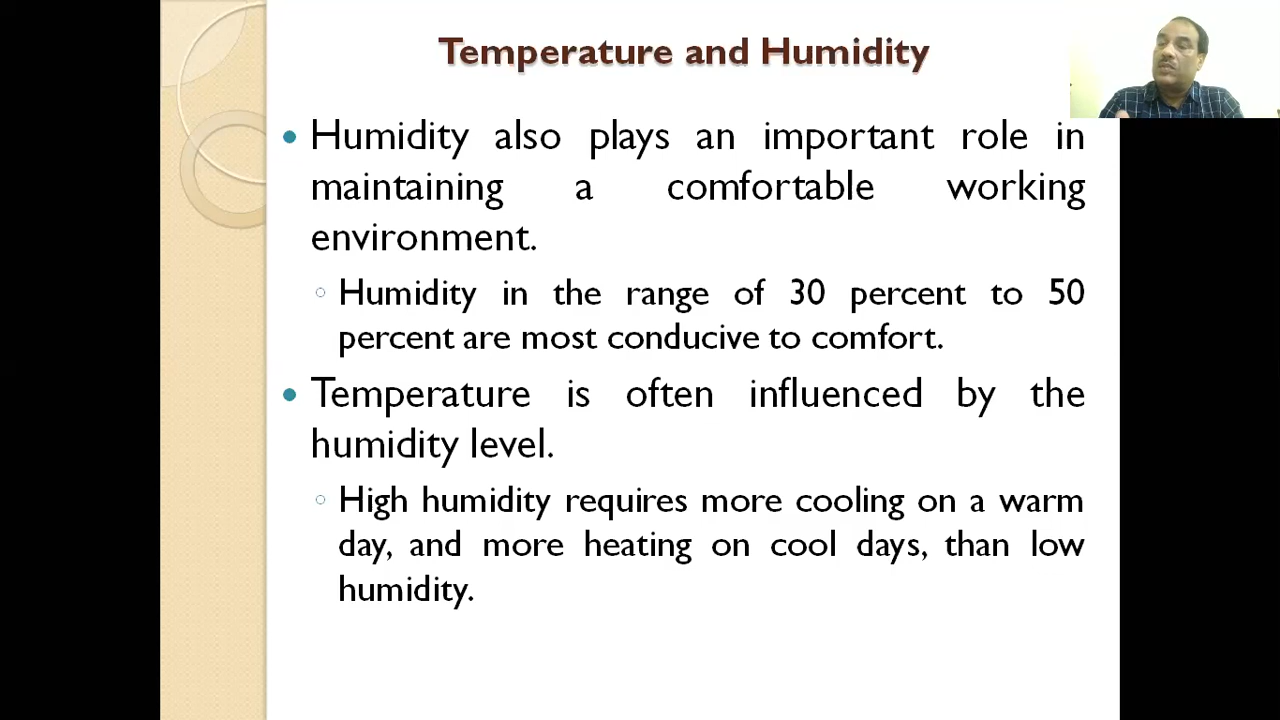 Temperature and Humidity
Humidity also plays an important role in
maintaining a comfortable working
environment.
Humidity in the range of 30 percent to 50
percent are most conducive to comfort.
Temperature is often influenced by the
humidity level.
High humidity requires more cooling on a warm
day, and more heating on cool days, than low
humidity.